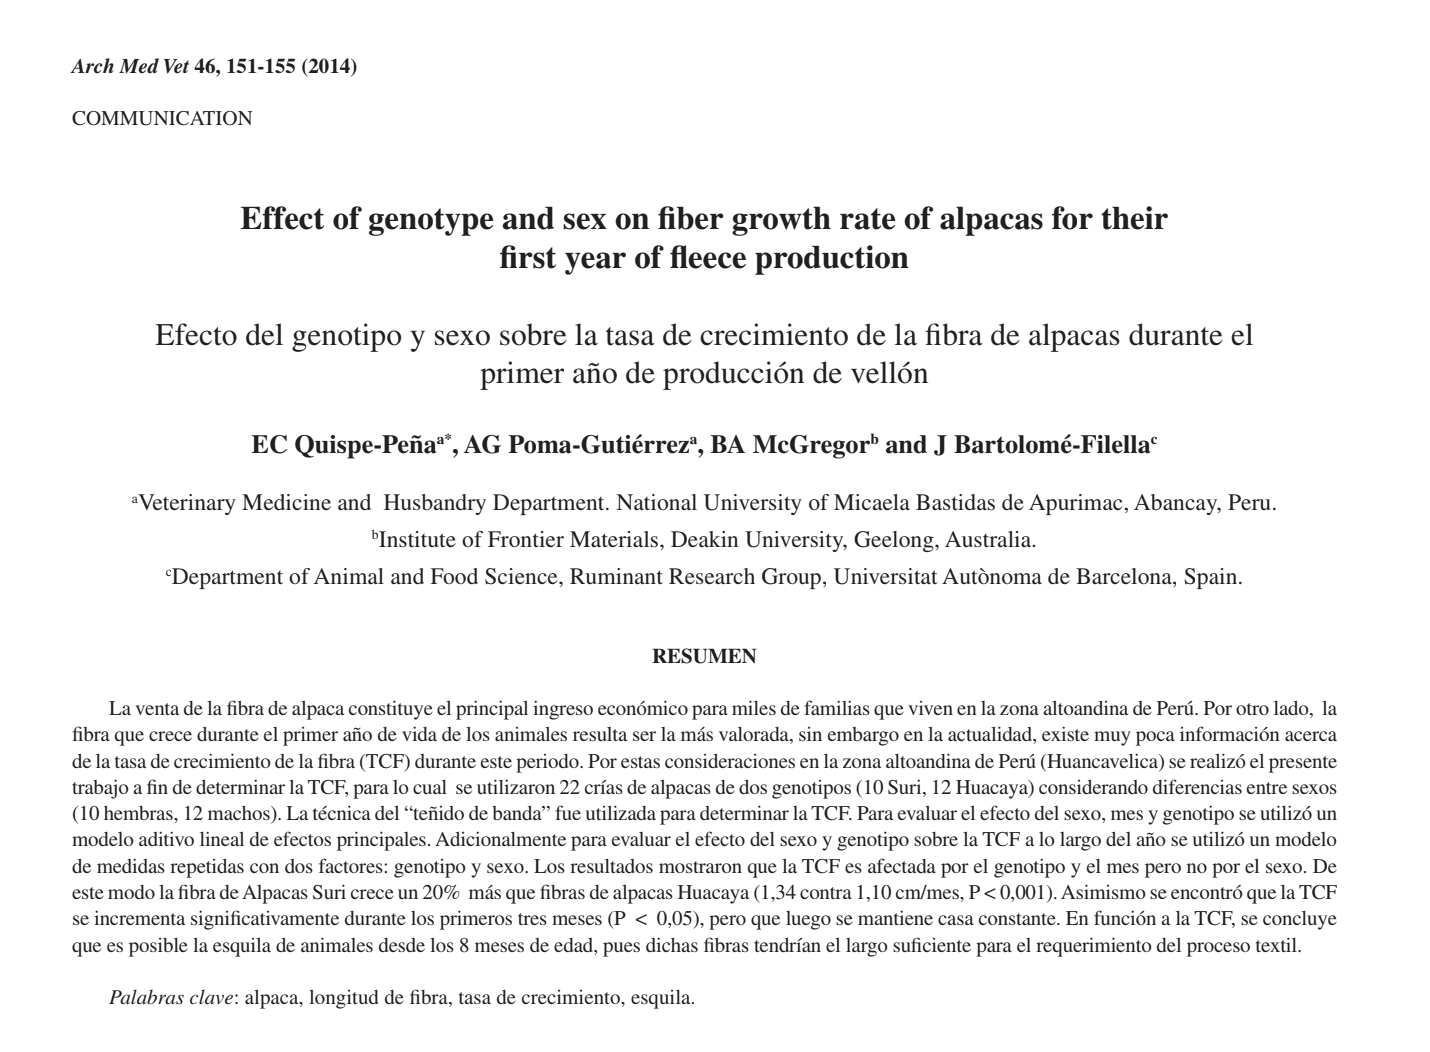 Arch Med Vet 46, 151-155 (2014)
COMMUNICATION
Effect of genotype and sex on fiber growth rate of alpacas for their
first year of fleece production
Efecto del genotipo y sexo sobre la tasa de crecimiento de la fibra de alpacas durante el
primer año de producción de vellón
EC Quispe-Peñaa*, AG Poma-Gutiérreza, BA McGregorb and J Bartolomé-Filellac
aVeterinary Medicine and Husbandry Department. National University of Micaela Bastidas de Apurimac, Abancay, Peru.
bInstitute of Frontier Materials, Deakin University, Geelong, Australia.
cDepartment of Animal and Food Science, Ruminant Research Group, Universitat Autònoma de Barcelona, Spain.
RESUMEN
La venta de la fibra de alpaca constituye el principal ingreso económico para miles de familias que viven en la zona altoandina de Perú. Por otro lado, la
fibra que crece durante el primer año de vida de los animales resulta ser la más valorada, sin embargo en la actualidad, existe muy poca información acerca
de la tasa de crecimiento de la fibra (TCF) durante este periodo. Por estas consideraciones en la zona altoandina de Perú (Huancavelica) se realizó el presente
trabajo a fin de determinar la TCF, para lo cual se utilizaron 22 crías de alpacas de dos genotipos (10 Suri, 12 Huacaya) considerando diferencias entre sexos
(10 hembras, 12 machos). La técnica del “teñido de banda” fue utilizada para determinar la TCF. Para evaluar el efecto del sexo, mes y genotipo se utilizó un
modelo aditivo lineal de efectos principales. Adicionalmente para evaluar el efecto del sexo y genotipo sobre la TCF a lo largo del año se utilizó un modelo
de medidas repetidas con dos factores: genotipo y sexo. Los resultados mostraron que la TCF es afectada por el genotipo y el mes pero no por el sexo. De
este modo la fibra de Alpacas Suri crece un 20% más que fibras de alpacas Huacaya (1,34 contra 1,10 cm/mes, P < 0,001). Asimismo se encontró que la TCF
se incrementa significativamente durante los primeros tres meses (P < 0,05), pero que luego se mantiene casa constante. En función a la TCF, se concluye
que es posible la esquila de animales desde los 8 meses de edad, pues dichas fibras tendrían el largo suficiente para el requerimiento del proceso textil.
Palabras clave: alpaca, longitud de fibra, tasa de crecimiento, esquila.